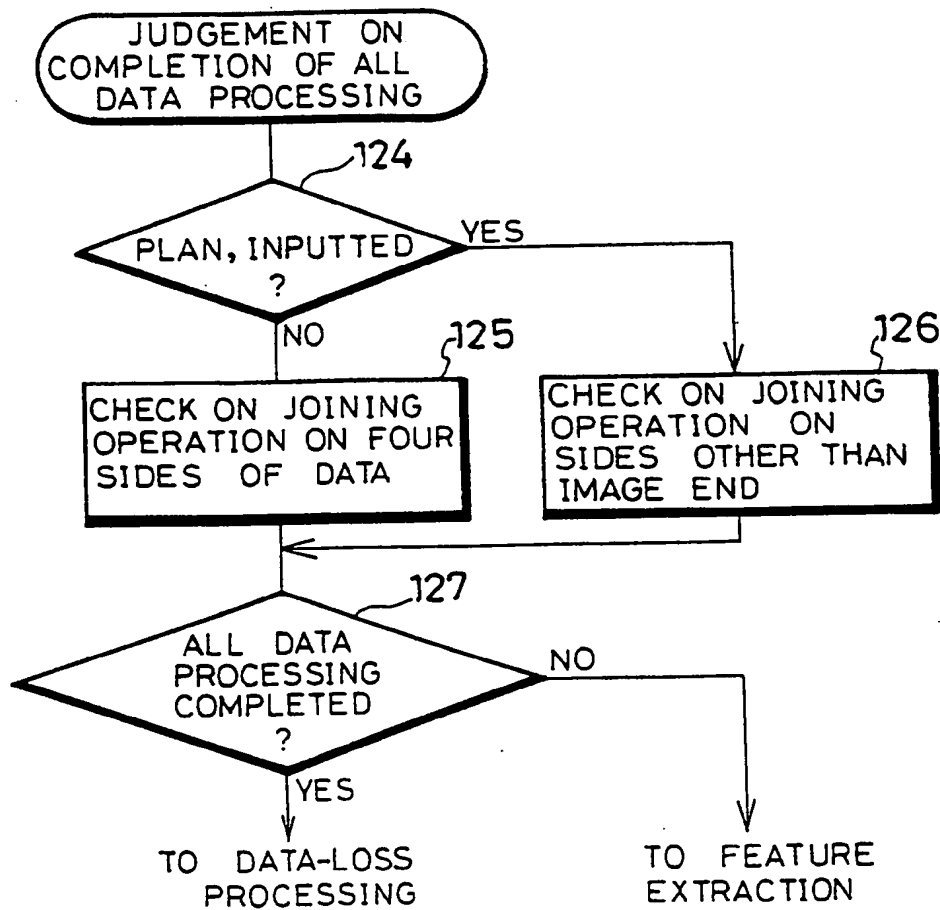 JUDGEMENT ON
COMPLETION OF ALL
DATA PROCESSING
124
PLAN, INPUTTED
?
YES
NO
125
126
CHECK ON JOINING
OPERATION ON FOUR
SIDES OF DATA
CHECK ON JOINING
OPERATION ON
SIDES OTHER THAN
IMAGE END
127
ALL DATA
PROCESSING
COMPLETED
?
NO
YES
TO DATA-LOSS
PROCESSING
TO FEATURE
EXTRACTION